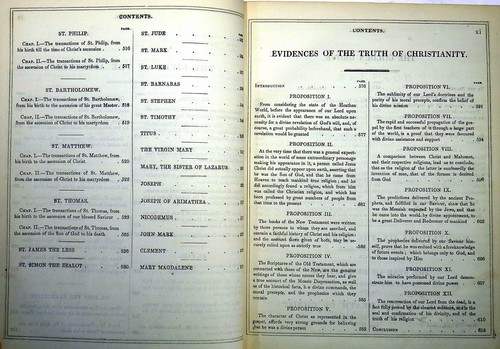 CONTENTS.
ST. PHILIP.
CHAP. I.—The transactions of St. Philip, from
his birth till the time of Christ's ascension
CHAP. II.—The transactions of St. Philip, from
the ascension of Christ to his martyrdom
ST. BARTHOLOMEW.
CHAP. I.—The transactions of St. Bartholomew,
from his birth to the ascension of his great Master
CHAP. II.—The transactions of St. Bartholomew,
from the ascension of Christ to his martyrdom
ST. MATTHEW.
CHAP. I.—The transactions of St. Matthew, from
his birth to the ascension of Christ
CHAP. II.—The transactions of St. Matthew,
from the ascension of Christ to his martyrdom
ST. THOMAS.
CHAP. I.—The transactions of St. Thomas, from
his birth to the ascension of our blessed Saviour
CHAP. II.—The transactions of St. Thomas, from
the ascension of the Son of God to his death
ST. JAMES THE LESS
ST. SIMON THE ZEALOT
ST. JUDE
ST. MARK
ST. LUKE
ST. BARNABAS
ST. STEPHEN
ST. TIMOTHY
TITUS
THE VIRGIN MARY
MARY, THE SISTER OF LAZARUS
JOSEPH
JOSEPH OF ARIMATHEA
NICODEMUS
JOHN MARK
CLEMENT
MARY MAGDALENE
CONTENTS.
xi
EVIDENCES OF THE TRUTH OF CHRISTIANITY.
INTRODUCTION
PROPOSITION I.
From considering the state of the Heathen
World, before the appearance of our Lord upon
earth, it is evident that there was an absolute ne-
cessity for a divine revelation of God's will, and, of
course, a great probability beforehand, that such a
revelation would be granted
PROPOSITION II.
At the very time that there was a general expect-
ation in the world of some extraordinary personage
making his appearance in it, a person called Jesus
Christ did actually appear upon earth, asserting that
he was the Son of God, and that he came from
Heaven to teach mankind true religion; and he
did accordingly found a religion, which from him
was called the Christian religion, and which has
been professed by great numbers of people
from that time to the present
PROPOSITION III.
The books of the New Testament were written
by those persons to whom they are ascribed, and
contain a faithful history of Christ and his religion:
and the account there given of both, may be se-
curely relied upon as strictly true
PROPOSITION IV.
The Scriptures of the Old Testament, which are
connected with those of the New, are the genuine
writings of those whose names they bear, and give
a true account of the Mosaic Dispensation, as well
as of the historical facts, the divine commands, the
moral precepts, and the prophecies which they
contain
PROPOSITION V.
The character of Christ as represented in the
gospel, affords very strong grounds for believing
that he was a divine person
PROPOSITION VI.
The sublimity of our Lord's doctrines and the
purity of his moral precepts, confirm the belief of
his divine mission
PROPOSITION VII.
The rapid and successful propagation of the gos-
pel by the first teachers of it through a large part
of the world, is a proof that they were favoured
with divine assistance and support
PROPOSITION VIII.
A comparison between Christ and Mahomet,
and their respective religions, lead us to conclude,
that as the religion of the latter is confessedly the
invention of man, that of the former is derived
from God
PROPOSITION IX.
The predictions delivered by the ancient Pro-
phets, and fulfilled in our Saviour, show that he
was the Messiah expected by the Jews, and that
he came into the world by divine appointment, to
be a great Deliverer and Redeemer of mankind
PROPOSITION X.
The prophecies delivered by our Saviour him-
self, prove that he was endued with a foreknowledge
of future events, which belongs only to God, and
to those inspired by Him
PROPOSITION XI.
The miracles performed by our Lord demon-
strate him to have possessed divine power
PROPOSITION XII.
The resurrection of our Lord from the dead, is a
fact fully proved by the clearest evidence, and is the
seal and confirmation of his divinity, and of the
truth of his religion
CONCLUSION